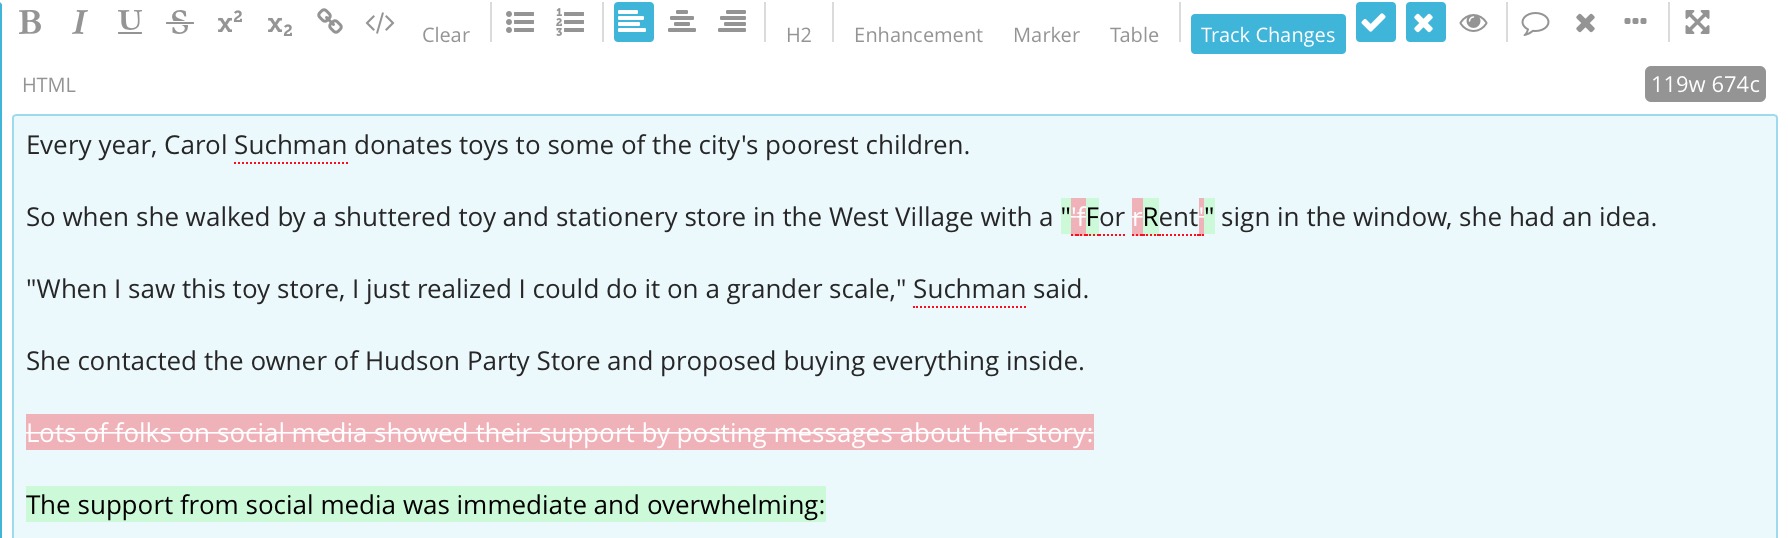 B I U S x² x₂ </> Clear H2 Enhancement Marker Table Track Changes
HTML 119w 674c
Every year, Carol Suchman donates toys to some of the city's poorest children.
So when she walked by a shuttered toy and stationery store in the West Village with a "'fFor rRent'" sign in the window, she had an idea.
"When I saw this toy store, I just realized I could do it on a grander scale," Suchman said.
She contacted the owner of Hudson Party Store and proposed buying everything inside.
Lots of folks on social media showed their support by posting messages about her story:
The support from social media was immediate and overwhelming: